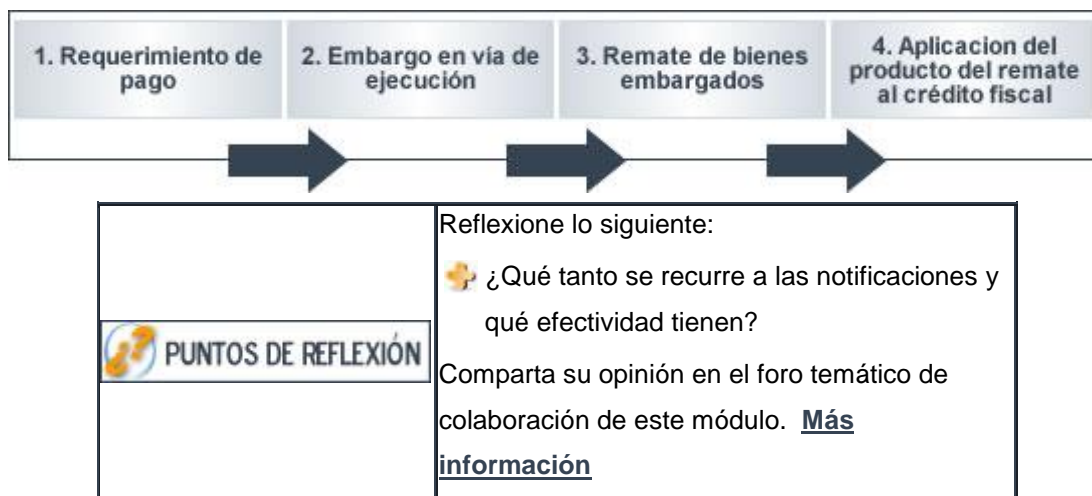 1. Requerimiento de
pago
2. Embargo en vía de
ejecución
3. Remate de bienes
embargados
4. Aplicacion del
producto del remate
al crédito fiscal
PUNTOS DE REFLEXIÓN
Reflexione lo siguiente:
¿Qué tanto se recurre a las notificaciones y
qué efectividad tienen?
Comparta su opinión en el foro temático de
colaboración de este módulo. Más
información